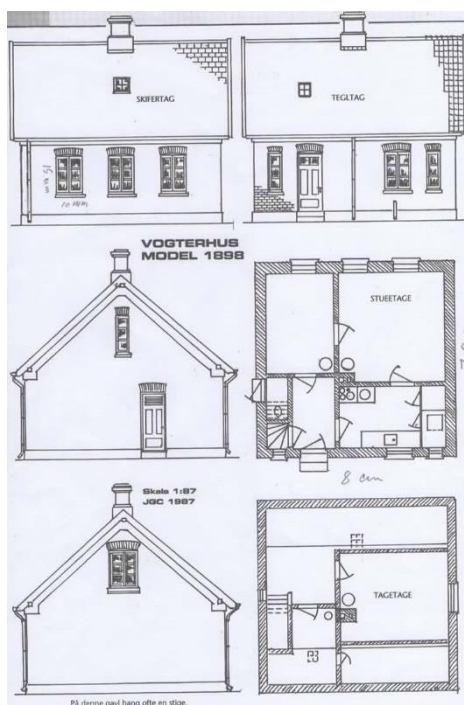 SKIFERTAG
TEGLTAG
10 m/m
VOGTERHUS
MODEL 1898
STUEETAGE
8 cm
Skala 1:87
JGC 1987
TAGETAGE
På denne gavl hang ofte en stige.